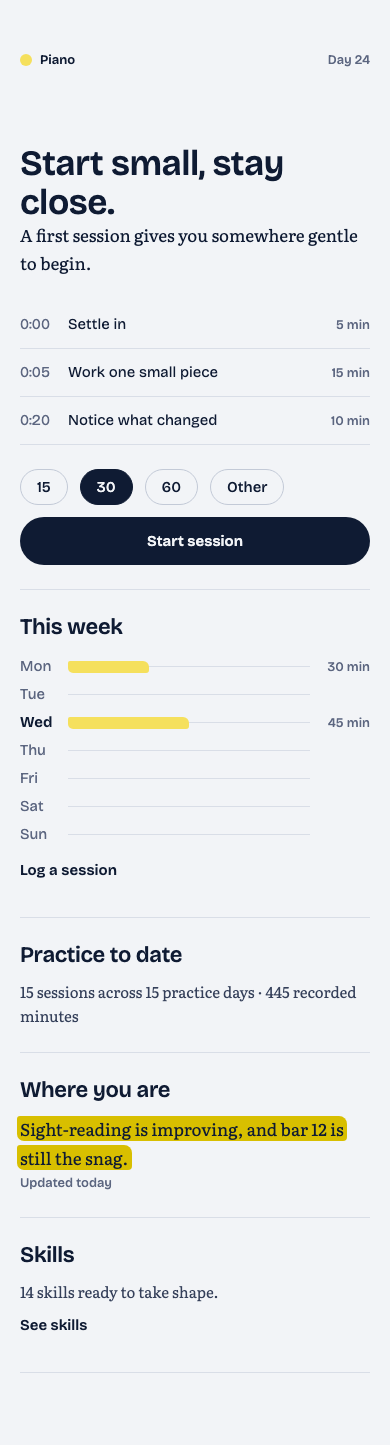 Piano
Day 24
Start small, stay
close.
A first session gives you somewhere gentle
to begin.
0:00 Settle in 5 min
0:05 Work one small piece 15 min
0:20 Notice what changed 10 min
15 30 60 Other
Start session
This week
Mon 30 min
Tue
Wed 45 min
Thu
Fri
Sat
Sun
Log a session
Practice to date
15 sessions across 15 practice days · 445 recorded
minutes
Where you are
Sight-reading is improving, and bar 12 is
still the snag.
Updated today
Skills
14 skills ready to take shape.
See skills